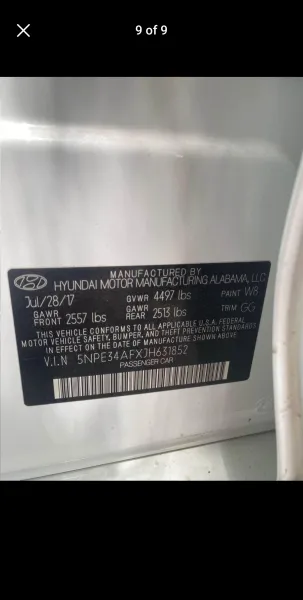 9 of 9
MANUFACTURED BY
HYUNDAI MOTOR MANUFACTURING ALABAMA, LLC
Jul/28/17 GVWR 4497 lbs PAINT W8
GAWR FRONT 2557 lbs GAWR REAR 2513 lbs TRIM GG
THIS VEHICLE CONFORMS TO ALL APPLICABLE U.S.A. FEDERAL
MOTOR VEHICLE SAFETY, BUMPER, AND THEFT PREVENTION STANDARDS
IN EFFECT ON THE DATE OF MANUFACTURE SHOWN ABOVE.
V.I.N 5NPE34AFXJH631852
PASSENGER CAR